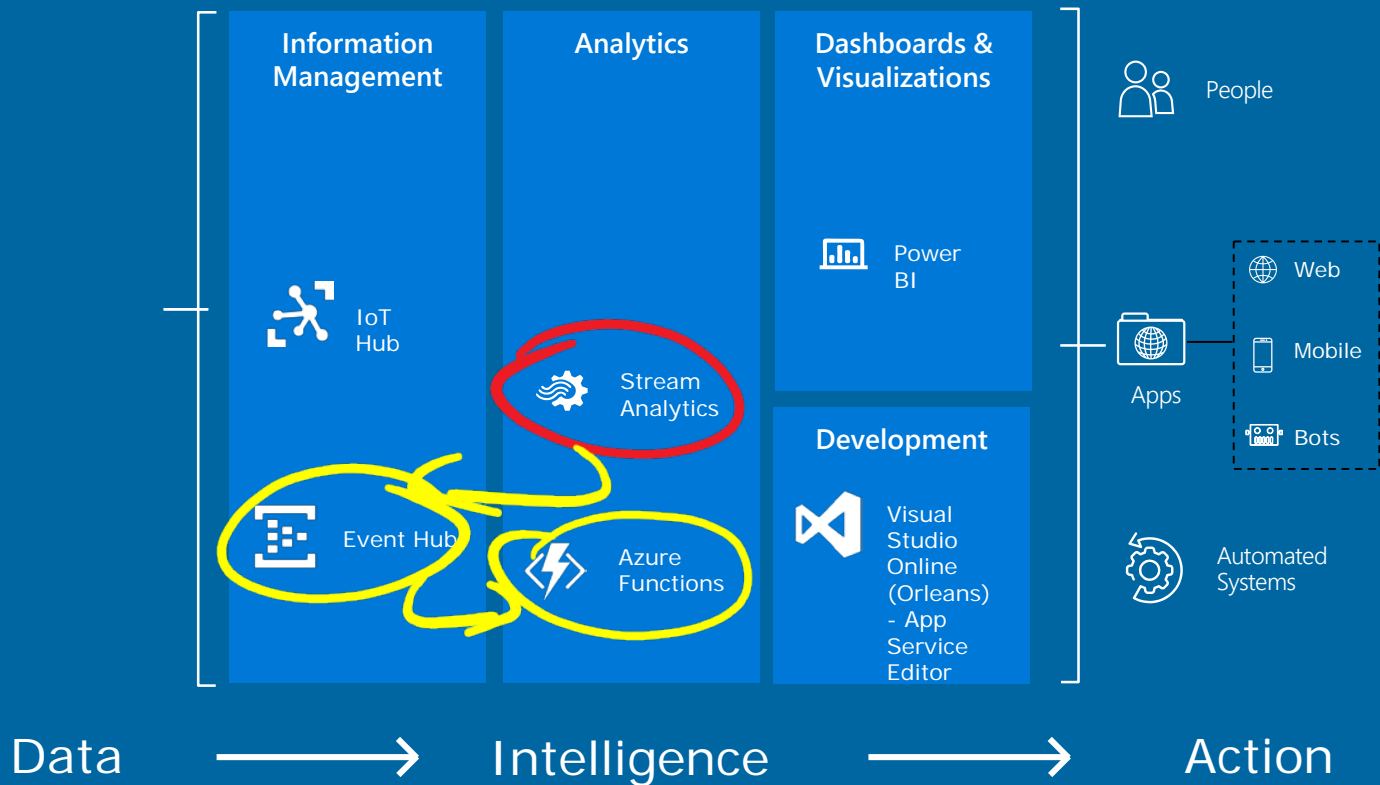 Information
Management
IoT
Hub
Event Hub
Analytics
Stream
Analytics
Azure
Functions
Dashboards &
Visualizations
Power
BI
Development
Visual
Studio
Online
(Orleans)
- App
Service
Editor
People
Apps
Web
Mobile
Bots
Automated
Systems
Data
Intelligence
Action